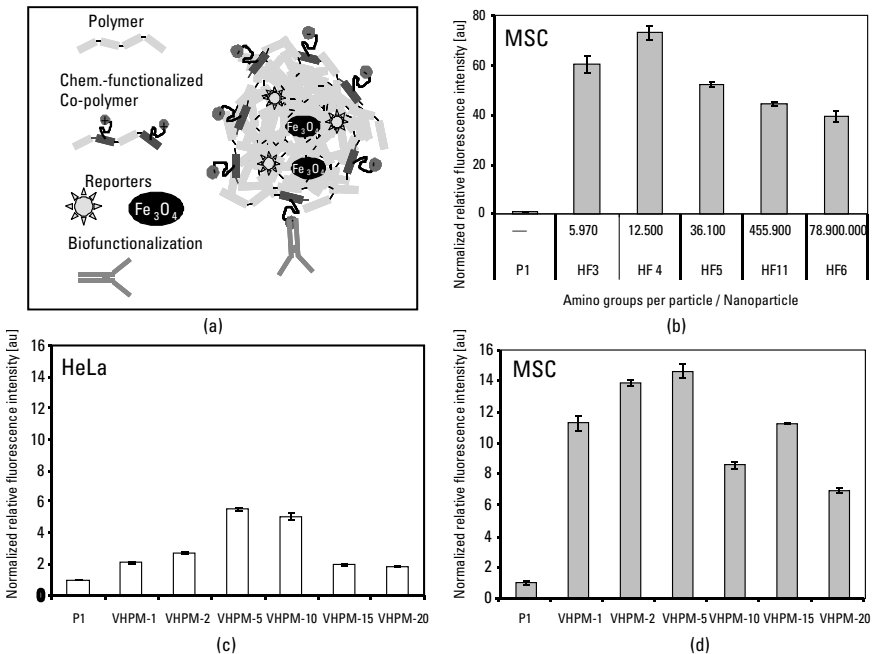 Polymer
Chem.-functionalized
Co-polymer
Reporters
Fe3O4
Biofunctionalization
Fe3O4
Fe3O4
(a)
Normalized relative fluorescence intensity [au]
80
60
40
20
0
MSC
— 5.970 12.500 36.100 455.900 78.900.000
P1 HF3 HF 4 HF5 HF11 HF6
Amino groups per particle / Nanoparticle
(b)
Normalized relative fluorescence intensity [au]
16
14
12
10
8
6
4
2
0
HeLa
P1 VHPM-1 VHPM-2 VHPM-5 VHPM-10 VHPM-15 VHPM-20
(c)
Normalized relative fluorescence intensity [au]
16
14
12
10
8
6
4
2
0
MSC
P1 VHPM-1 VHPM-2 VHPM-5 VHPM-10 VHPM-15 VHPM-20
(d)